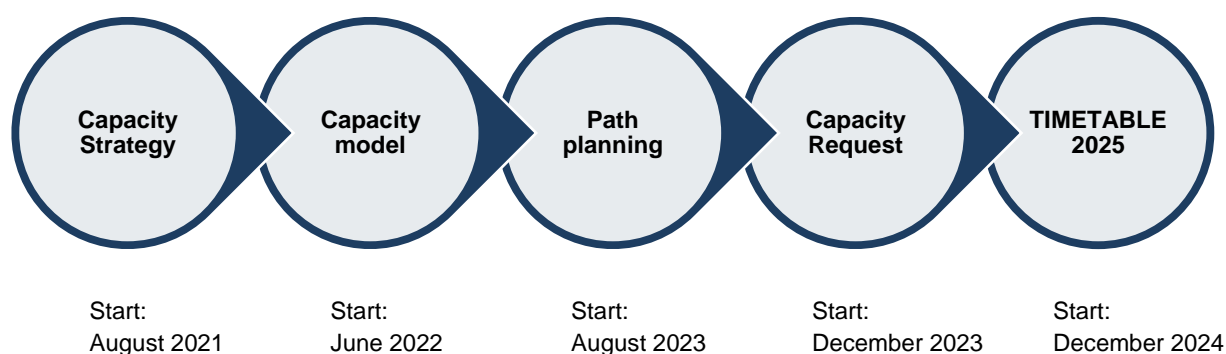 Capacity
Strategy
Capacity
model
Path
planning
Capacity
Request
TIMETABLE
2025
Start:
August 2021
Start:
June 2022
Start:
August 2023
Start:
December 2023
Start:
December 2024